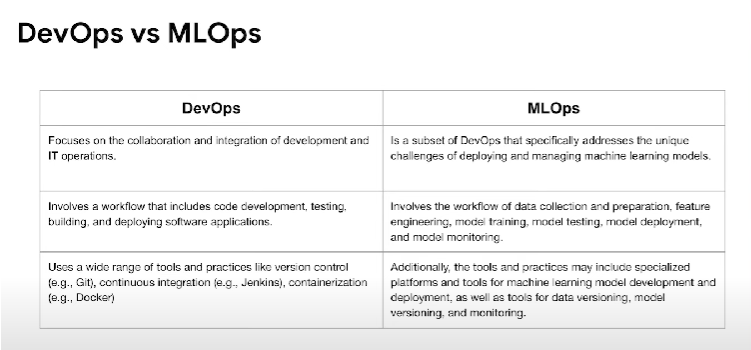 DevOps vs MLOps
DevOps
MLOps
Focuses on the collaboration and integration of development and
IT operations.
Is a subset of DevOps that specifically addresses the unique
challenges of deploying and managing machine learning models.
Involves a workflow that includes code development, testing,
building, and deploying software applications.
Involves the workflow of data collection and preparation, feature
engineering, model training, model testing, model deployment,
and model monitoring.
Uses a wide range of tools and practices like version control
(e.g., Git), continuous integration (e.g., Jenkins), containerization
(e.g., Docker)
Additionally, the tools and practices may include specialized
platforms and tools for machine learning model development and
deployment, as well as tools for data versioning, model
versioning, and monitoring.